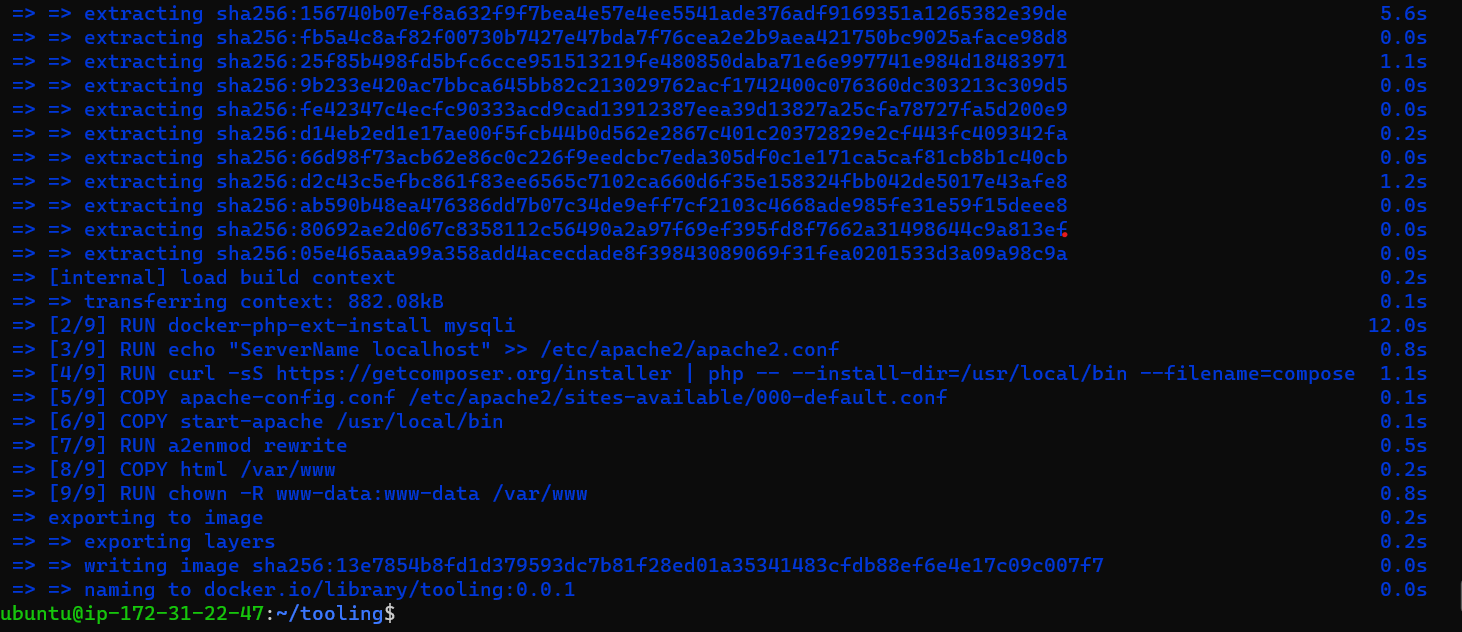 => => extracting sha256:156740b07ef8a632f9f7bea4e57e4ee5541ade376adf9169351a1265382e39de 5.6s
=> => extracting sha256:fb5a4c8af82f00730b7427e47bda7f76cea2e2b9aea421750bc9025aface98d8 0.0s
=> => extracting sha256:25f85b498fd5bfc6cce951513219fe480850daba71e6e997741e984d18483971 1.1s
=> => extracting sha256:9b233e420ac7bbca645bb82c213029762acf1742400c076360dc303213c309d5 0.0s
=> => extracting sha256:fe42347c4ecfc90333acd9cad13912387eea39d13827a25cfa78727fa5d200e9 0.0s
=> => extracting sha256:d14eb2ed1e17ae00f5fcb44b0d562e2867c401c20372829e2cf443fc409342fa 0.2s
=> => extracting sha256:66d98f73acb62e86c0c226f9eedcbc7eda305df0c1e171ca5caf81cb8b1c40cb 0.0s
=> => extracting sha256:d2c43c5efbc861f83ee6565c7102ca660d6f35e158324fbb042de5017e43afe8 1.2s
=> => extracting sha256:ab590b48ea476386dd7b07c34de9eff7cf2103c4668ade985fe31e59f15deee8 0.0s
=> => extracting sha256:80692ae2d067c8358112c56490a2a97f69ef395fd8f7662a31498644c9a813ef 0.0s
=> => extracting sha256:05e465aaa99a358add4acecdade8f39843089069f31fea0201533d3a09a98c9a 0.0s
=> [internal] load build context 0.2s
=> => transferring context: 882.08kB 0.1s
=> [2/9] RUN docker-php-ext-install mysqli 12.0s
=> [3/9] RUN echo "ServerName localhost" >> /etc/apache2/apache2.conf 0.8s
=> [4/9] RUN curl -sS https://getcomposer.org/installer | php -- --install-dir=/usr/local/bin --filename=compose 1.1s
=> [5/9] COPY apache-config.conf /etc/apache2/sites-available/000-default.conf 0.1s
=> [6/9] COPY start-apache /usr/local/bin 0.1s
=> [7/9] RUN a2enmod rewrite 0.5s
=> [8/9] COPY html /var/www 0.2s
=> [9/9] RUN chown -R www-data:www-data /var/www 0.8s
=> exporting to image 0.2s
=> => exporting layers 0.2s
=> => writing image sha256:13e7854b8fd1d379593dc7b81f28ed01a35341483cfdb88ef6e4e17c09c007f7 0.0s
=> => naming to docker.io/library/tooling:0.0.1 0.0s
ubuntu@ip-172-31-22-47:~/tooling$